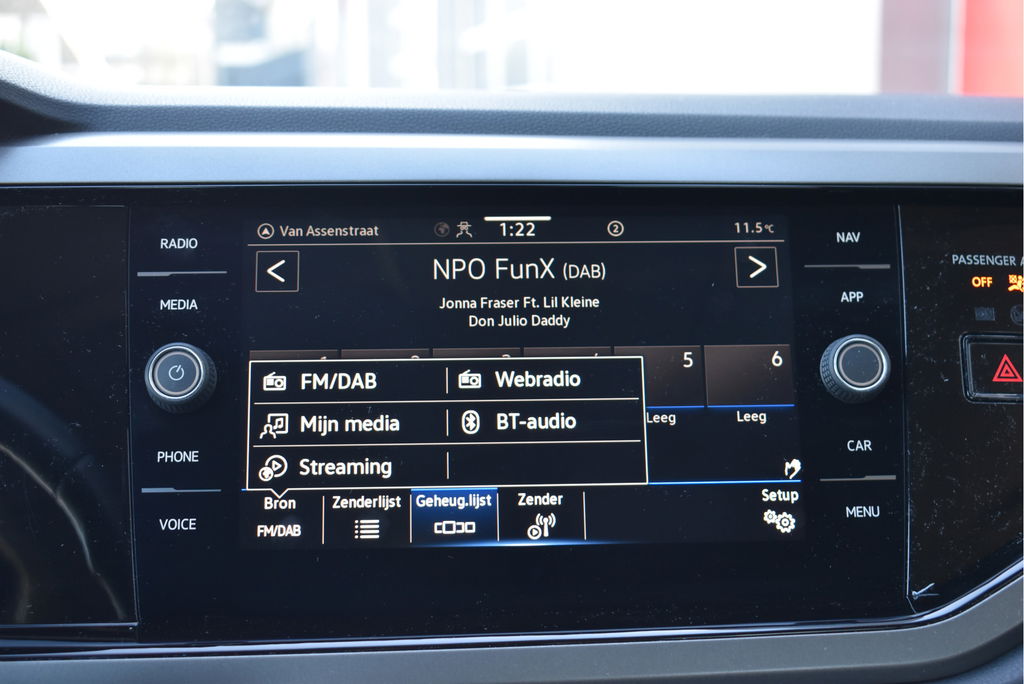 RADIO
MEDIA
PHONE
VOICE
Van Assenstraat 1:22 2 11.5°C
< NPO FunX (DAB) >
Jonna Fraser Ft. Lil Kleine
Don Julio Daddy
5 6
Leeg Leeg
FM/DAB Webradio
Mijn media BT-audio
Streaming
Bron Zenderlijst Geheug.lijst Zender Setup
FM/DAB
NAV
APP
CAR
MENU
PASSENGER
OFF